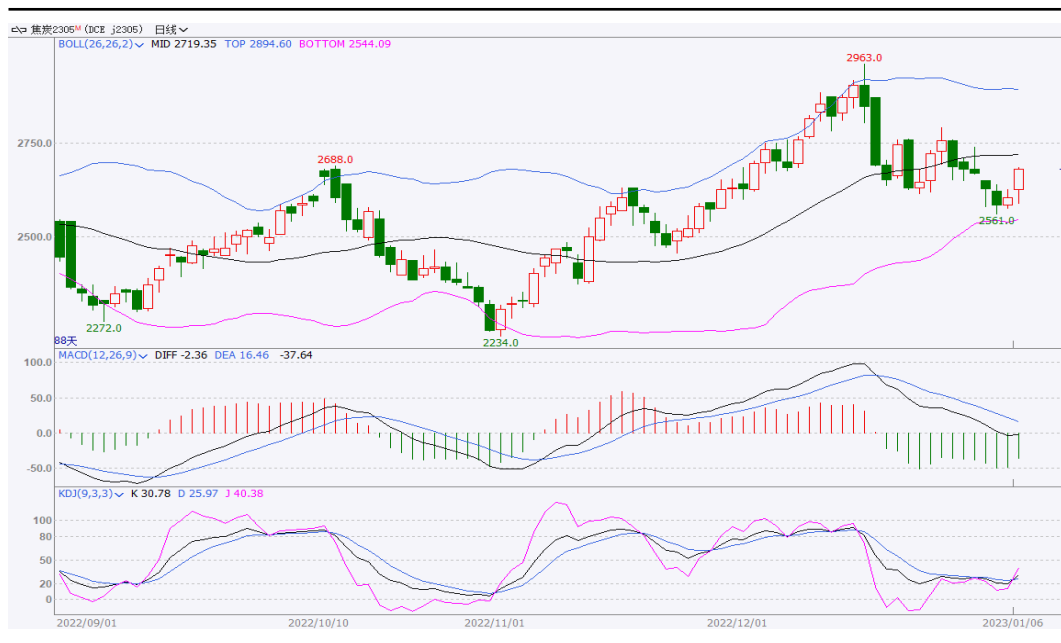 焦炭2305ᴹ (DCE j2305) 日线
BOLL(26,26,2) MID 2719.35 TOP 2894.60 BOTTOM 2544.09
2963.0
2750.0
2688.0
2500.0
2561.0
2272.0
2234.0
88天
MACD(12,26,9) DIFF -2.36 DEA 16.46 -37.64
100.0
50.0
0.0
-50.0
KDJ(9,3,3) K 30.78 D 25.97 J 40.38
100
80
50
20
0
2022/09/01 2022/10/10 2022/11/01 2022/12/01 2023/01/06